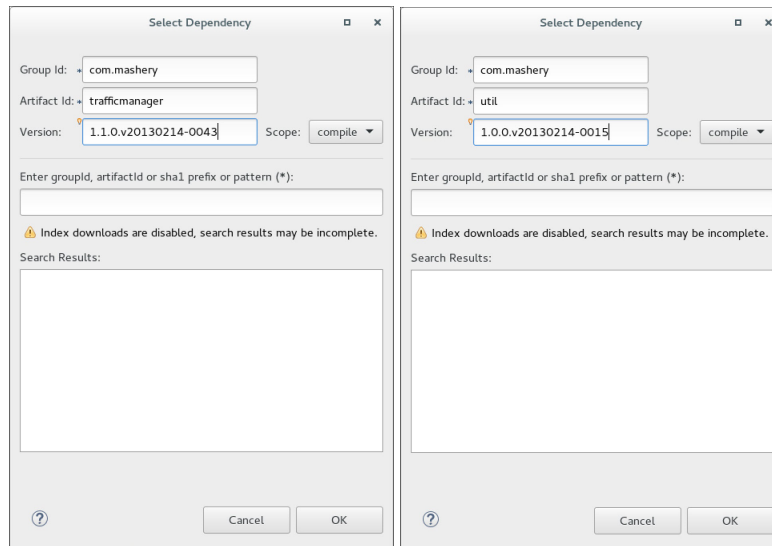 Select Dependency
Group Id: * com.mashery
Artifact Id: * trafficmanager
Version: 1.1.0.v20130214-0043 Scope: compile
Enter groupId, artifactId or sha1 prefix or pattern (*):
Index downloads are disabled, search results may be incomplete.
Search Results:
? Cancel OK
Select Dependency
Group Id: * com.mashery
Artifact Id: * util
Version: 1.0.0.v20130214-0015 Scope: compile
Enter groupId, artifactId or sha1 prefix or pattern (*):
Index downloads are disabled, search results may be incomplete.
Search Results:
? Cancel OK